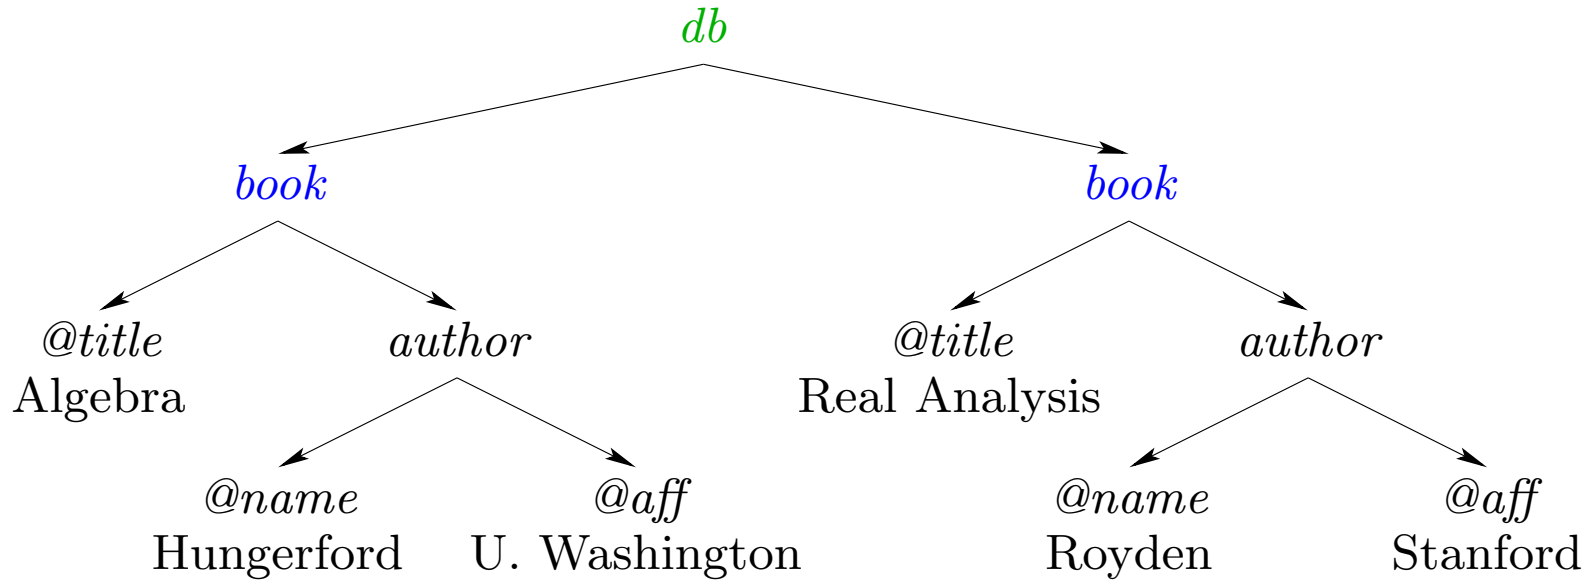 db
book book
@title author @title author
Algebra Real Analysis
@name @aff @name @aff
Hungerford U. Washington Royden Stanford